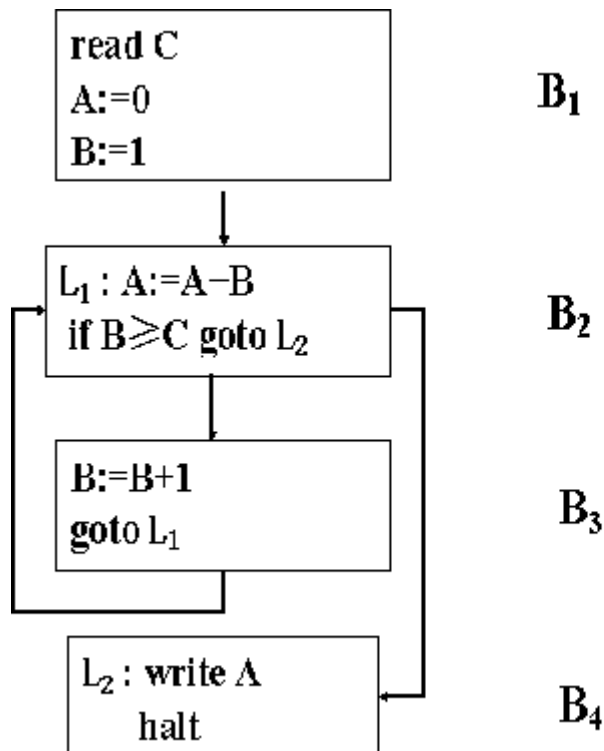 read C
A:=0
B:=1
B₁
L₁ : A:=A−B
if B≥C goto L₂
B₂
B:=B+1
goto L₁
B₃
L₂ : write A
halt
B₄